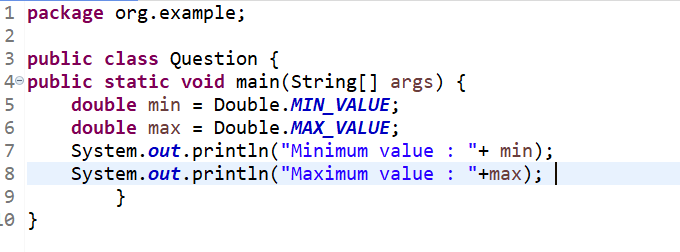 1 package org.example;
2
3 public class Question {
4 public static void main(String[] args) {
5     double min = Double.MIN_VALUE;
6     double max = Double.MAX_VALUE;
7     System.out.println("Minimum value : "+ min);
8     System.out.println("Maximum value : "+max);
9         }
10 }